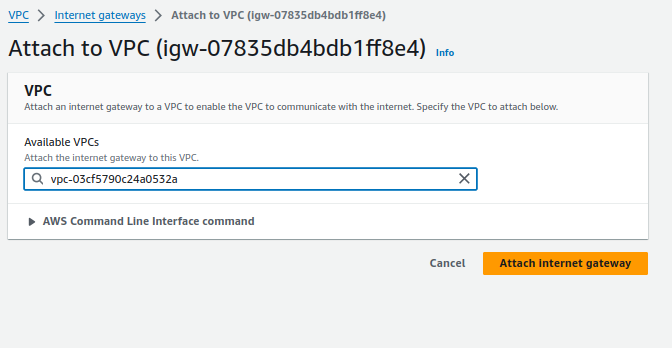 VPC > Internet gateways > Attach to VPC (igw-07835db4bdb1ff8e4)
Attach to VPC (igw-07835db4bdb1ff8e4) Info
VPC
Attach an internet gateway to a VPC to enable the VPC to communicate with the internet. Specify the VPC to attach below.
Available VPCs
Attach the internet gateway to this VPC.
vpc-03cf5790c24a0532a
AWS Command Line Interface command
Cancel Attach internet gateway